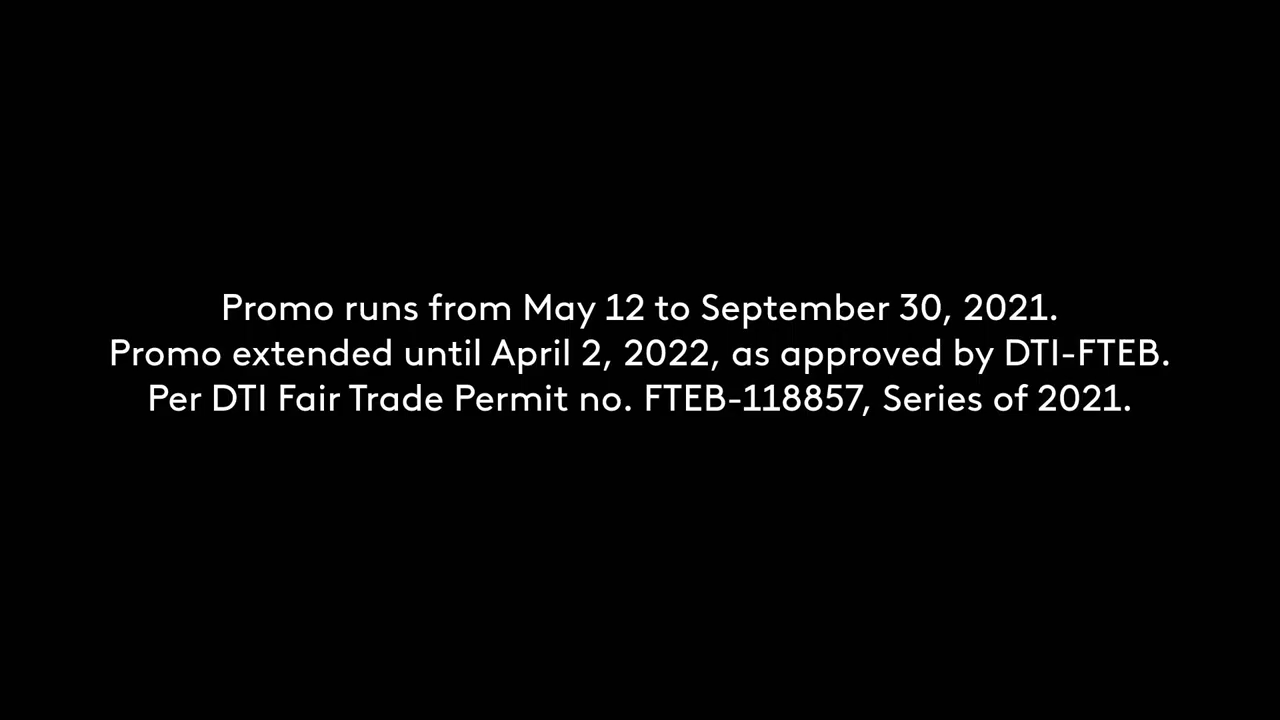 Promo runs from May 12 to September 30, 2021.
Promo extended until April 2, 2022, as approved by DTI-FTEB.
Per DTI Fair Trade Permit no. FTEB-118857, Series of 2021.